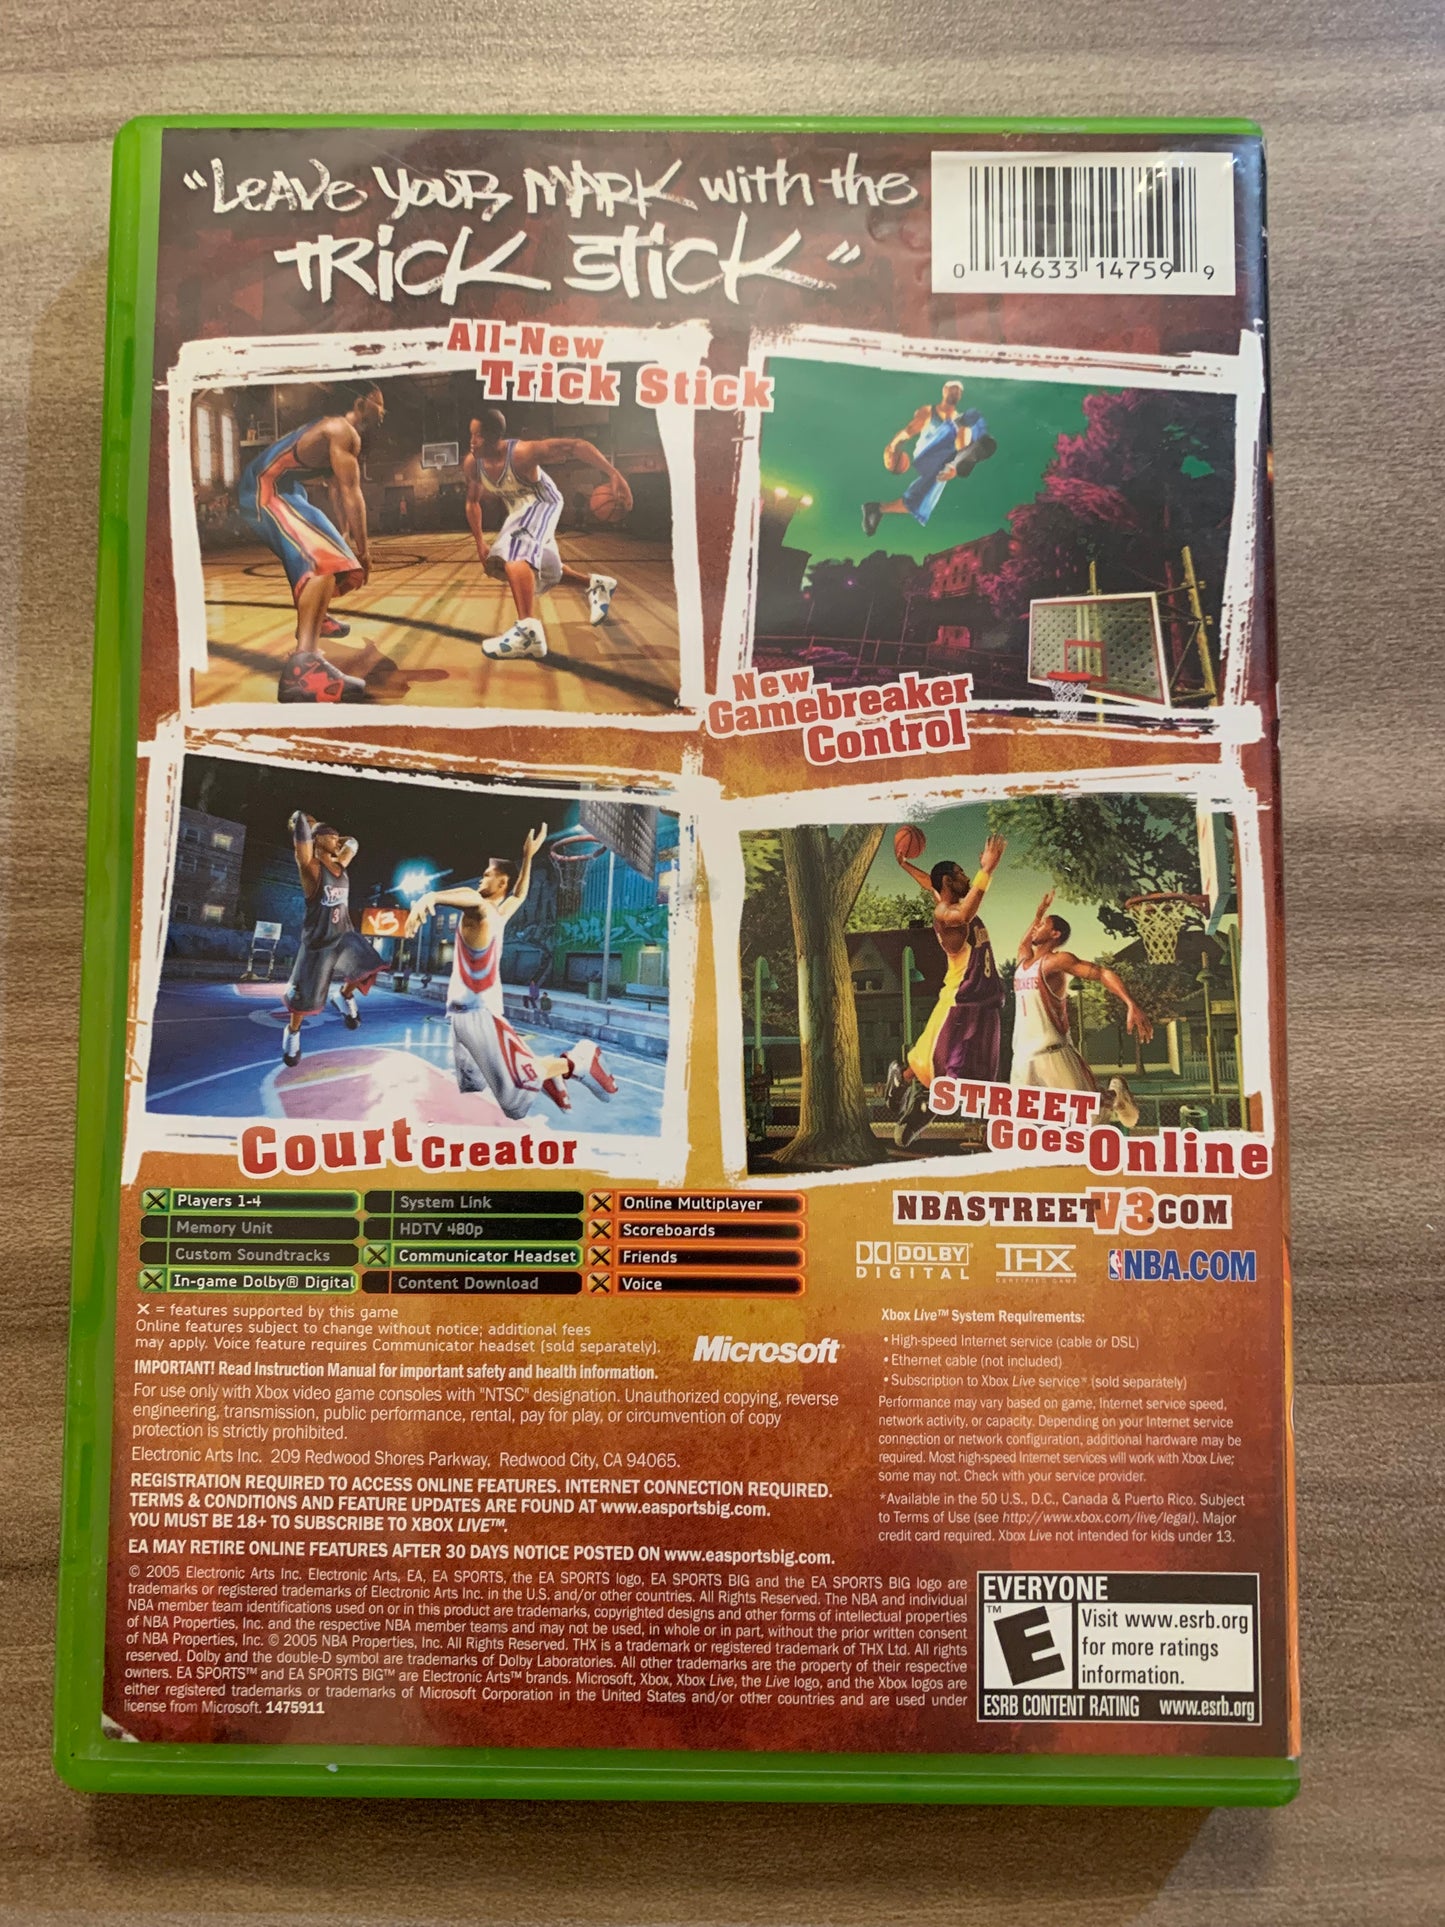 "Leave your mark with the
Trick Stick"
0 14633 14759 9
All-New
Trick Stick
New
Gamebreaker
Control
3
V3
ROCKETS
1
8
Court Creator
STREET
Goes Online
NBASTREETV3.COM
Players 1-4
Memory Unit
Custom Soundtracks
In-game Dolby® Digital
System Link
HDTV 480p
Communicator Headset
Content Download
Online Multiplayer
Scoreboards
Friends
Voice
DOLBY
DIGITAL
THX
CERTIFIED GAME
NBA.COM
X = features supported by this game
Online features subject to change without notice; additional fees
may apply. Voice feature requires Communicator headset (sold separately).
Microsoft®
IMPORTANT! Read Instruction Manual for important safety and health information.
For use only with Xbox video game consoles with "NTSC" designation. Unauthorized copying, reverse
engineering, transmission, public performance, rental, pay for play, or circumvention of copy
protection is strictly prohibited.
Electronic Arts Inc. 209 Redwood Shores Parkway, Redwood City, CA 94065.
REGISTRATION REQUIRED TO ACCESS ONLINE FEATURES. INTERNET CONNECTION REQUIRED.
TERMS & CONDITIONS AND FEATURE UPDATES ARE FOUND AT www.easportsbig.com.
YOU MUST BE 18+ TO SUBSCRIBE TO XBOX LIVE™.
EA MAY RETIRE ONLINE FEATURES AFTER 30 DAYS NOTICE POSTED ON www.easportsbig.com.
Xbox Live™ System Requirements:
• High-speed Internet service (cable or DSL)
• Ethernet cable (not included)
• Subscription to Xbox Live service* (sold separately)
Performance may vary based on game, Internet service speed,
network activity, or capacity. Depending on your Internet service
connection or network configuration, additional hardware may be
required. Most high-speed Internet services will work with Xbox Live;
some may not. Check with your service provider.
*Available in the 50 U.S., D.C., Canada & Puerto Rico. Subject
to Terms of Use (see http://www.xbox.com/live/legal). Major
credit card required. Xbox Live not intended for kids under 13.
© 2005 Electronic Arts Inc. Electronic Arts, EA, EA SPORTS, the EA SPORTS logo, EA SPORTS BIG and the EA SPORTS BIG logo are
trademarks or registered trademarks of Electronic Arts Inc. in the U.S. and/or other countries. All Rights Reserved. The NBA and individual
NBA member team identifications used on or in this product are trademarks, copyrighted designs and other forms of intellectual properties
of NBA Properties, Inc. and the respective NBA member teams and may not be used, in whole or in part, without the prior written consent
of NBA Properties, Inc. © 2005 NBA Properties, Inc. All Rights Reserved. THX is a trademark or registered trademark of THX Ltd. All rights
reserved. Dolby and the double-D symbol are trademarks of Dolby Laboratories. All other trademarks are the property of their respective
owners. EA SPORTS™ and EA SPORTS BIG™ are Electronic Arts™ brands. Microsoft, Xbox, Xbox Live, the Live logo, and the Xbox logos are
either registered trademarks or trademarks of Microsoft Corporation in the United States and/or other countries and are used under
license from Microsoft. 1475911
EVERYONE
E™
Visit www.esrb.org
for more ratings
information.
ESRB CONTENT RATING www.esrb.org